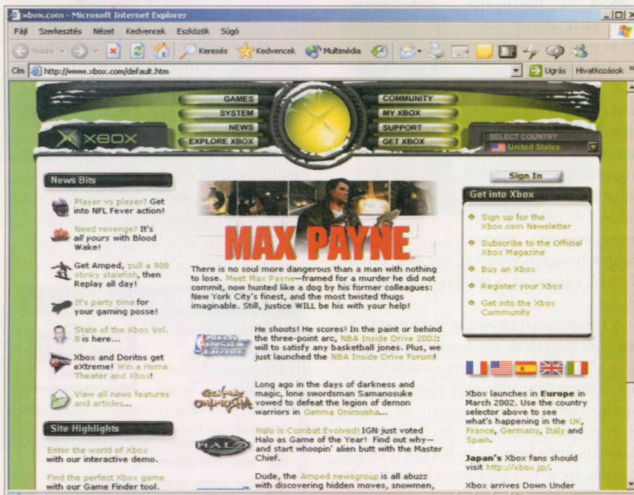 xbox.com - Microsoft Internet Explorer
Fájl Szerkesztés Nézet Kedvencek Eszközök Súgó
Vissza Keresés Kedvencek Multimédia
Cím http://www.xbox.com/default.htm Ugrás Hivatkozások
GAMES
SYSTEM
NEWS
EXPLORE XBOX
COMMUNITY
MY XBOX
SUPPORT
GET XBOX
XBOX
SELECT COUNTRY
United States
News Bits
Player vs player? Get
into NFL Fever action!
Need revenge? It's
all yours with Blood
Wake!
Get Amped, pull a 900
stinky stalefish, then
Replay all day!
It's party time for
your gaming posse!
State of the Xbox Vol.
8 is here...
Xbox and Doritos get
eXtreme! Win a Home
Theater and Xbox!
View all news features
and articles...
Site Highlights
Enter the world of Xbox
with our interactive demo.
Find the perfect Xbox game
with our Game Finder tool.
MAX PAYNE
There is no soul more dangerous than a man with nothing
to lose. Meet Max Payne—framed for a murder he did not
commit, now hunted like a dog by his former colleagues:
New York City's finest, and the most twisted thugs
imaginable. Still, justice WILL be his with your help!
NBA
INSIDE
DRIVE
He shoots! He scores! In the paint or behind
the three-point arc, NBA Inside Drive 2002:
will to satisfy any basketball jones. Plus, we
just launched the NBA Inside Drive Forum!
Genma
Onimusha
Long ago in the days of darkness and
magic, lone swordsman Samanosuke
vowed to defeat the legion of demon
warriors in Genma Onimusha...
HALO
Halo is Combat Evolved! IGN just voted
Halo as Game of the Year! Find out why—
and start whoopin' alien butt with the Master
Chief.
Dude, the Amped newsgroup is all abuzz
with discovering hidden moves, snowmen,
Sign In
Get into Xbox
Sign up for the
Xbox.com Newsletter
Subscribe to the Official
Xbox Magazine
Buy an Xbox
Register your Xbox
Get into the Xbox
Community
Xbox launches in Europe in
March 2002. Use the country
selector above to see
what's happening in the UK,
France, Germany, Italy and
Spain.
Japan's Xbox fans should
visit http://xbox.jp/.
Xbox arrives Down Under